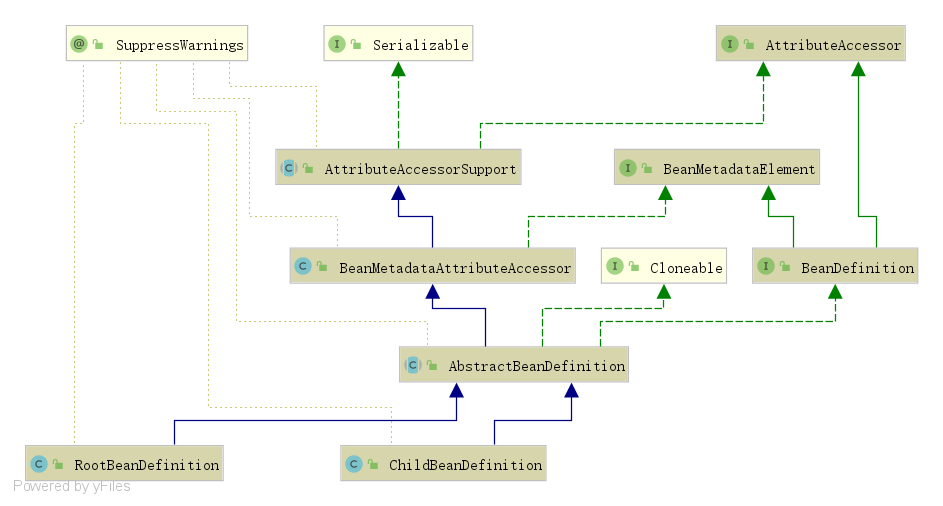 SuppressWarnings
Serializable
AttributeAccessor
AttributeAccessorSupport
BeanMetadataElement
BeanMetadataAttributeAccessor
Cloneable
BeanDefinition
AbstractBeanDefinition
RootBeanDefinition
ChildBeanDefinition
Powered by yFiles